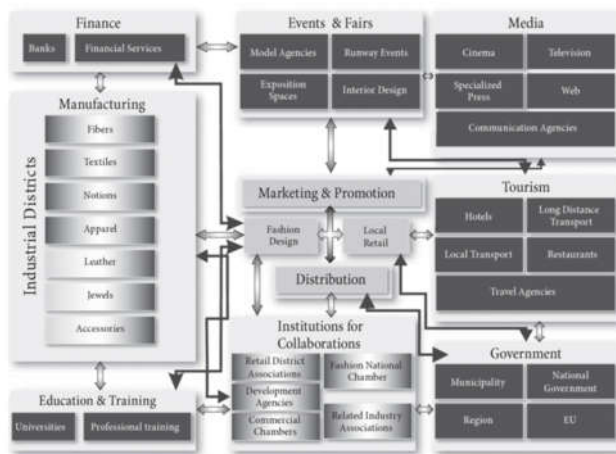 Finance
Banks
Financial Services
Events & Fairs
Model Agencies
Runway Events
Exposition
Spaces
Interior Design
Media
Cinema
Television
Specialized
Press
Web
Communication Agencies
Industrial Districts
Manufacturing
Fibers
Textiles
Notions
Apparel
Leather
Jewels
Accessories
Marketing & Promotion
Fashion
Design
Local
Retail
Distribution
Tourism
Hotels
Long Distance
Transport
Local Transport
Restaurants
Travel Agencies
Education & Training
Universities
Professional training
Institutions for
Collaborations
Retail District
Associations
Fashion National
Chamber
Development
Agencies
Commercial
Chambers
Related Industry
Associations
Government
Municipality
National
Government
Region
EU